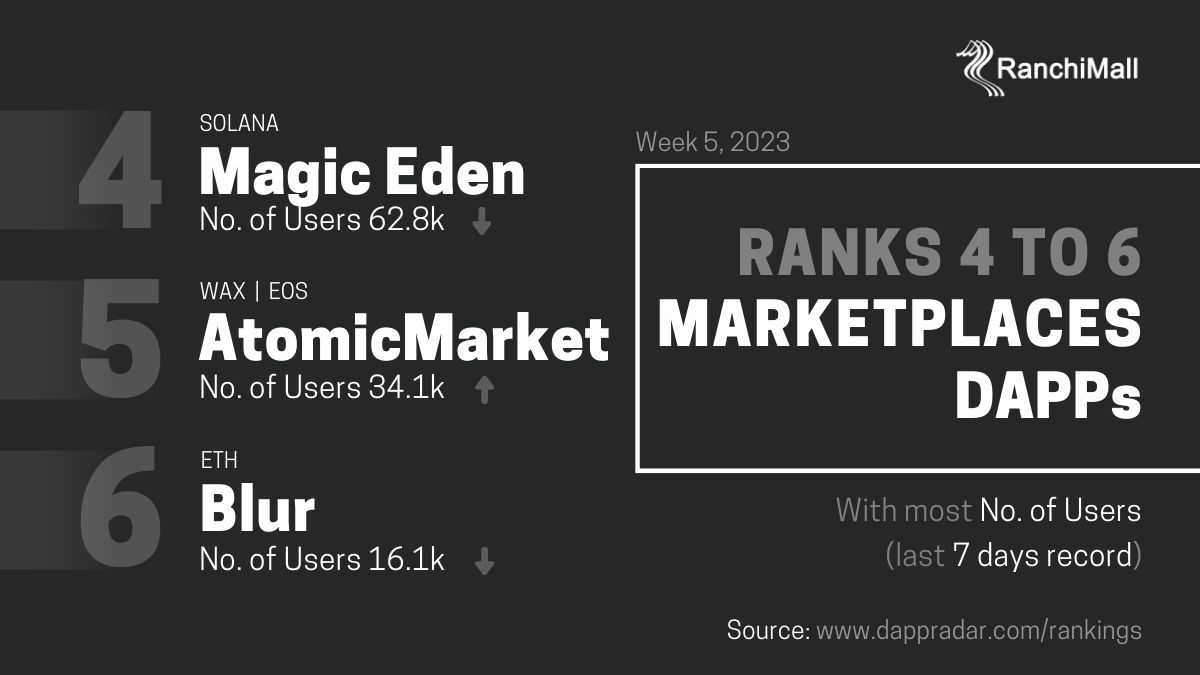 RanchiMall
4
SOLANA
Magic Eden
No. of Users 62.8k
5
WAX | EOS
AtomicMarket
No. of Users 34.1k
6
ETH
Blur
No. of Users 16.1k
Week 5, 2023
RANKS 4 TO 6
MARKETPLACES
DAPPs
With most No. of Users
(last 7 days record)
Source: www.dappradar.com/rankings